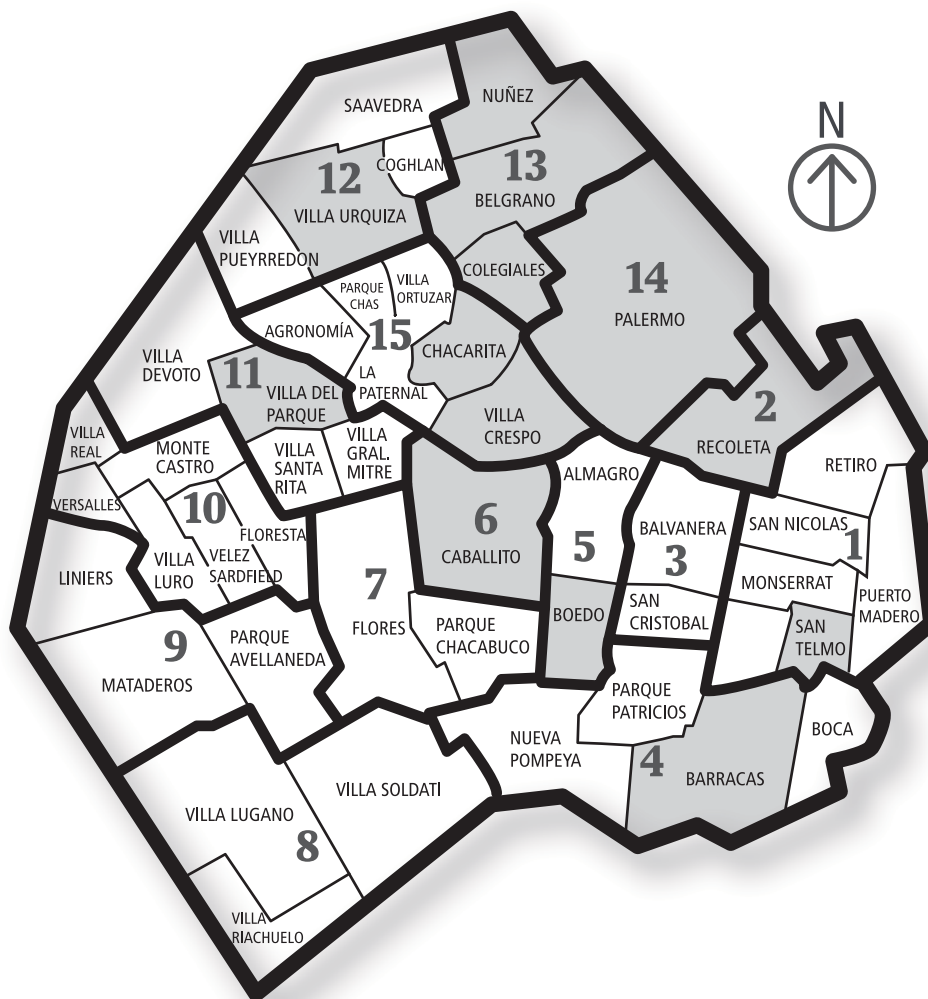 N
SAAVEDRA
NUÑEZ
COGHLAN
12
13
VILLA URQUIZA
BELGRANO
VILLA
PUEYRREDON
COLEGIALES
14
PALERMO
PARQUE
CHAS
VILLA
ORTUZAR
AGRONOMÍA
15
CHACARITA
VILLA
DEVOTO
11
VILLA DEL
PARQUE
LA
PATERNAL
VILLA
CRESPO
2
RECOLETA
VILLA
REAL
MONTE
CASTRO
VILLA
SANTA
RITA
VILLA
GRAL.
MITRE
ALMAGRO
RETIRO
VERSALLES
10
FLORESTA
6
CABALLITO
5
BALVANERA
3
SAN NICOLAS
1
LINIERS
VILLA
LURO
VELEZ
SARDFIELD
7
FLORES
MONSERRAT
PUERTO
MADERO
PARQUE
CHACABUCO
BOEDO
SAN
CRISTOBAL
SAN
TELMO
9
MATADEROS
PARQUE
AVELLANEDA
PARQUE
PATRICIOS
BOCA
NUEVA
POMPEYA
4
BARRACAS
VILLA LUGANO
VILLA SOLDATI
8
VILLA
RIACHUELO